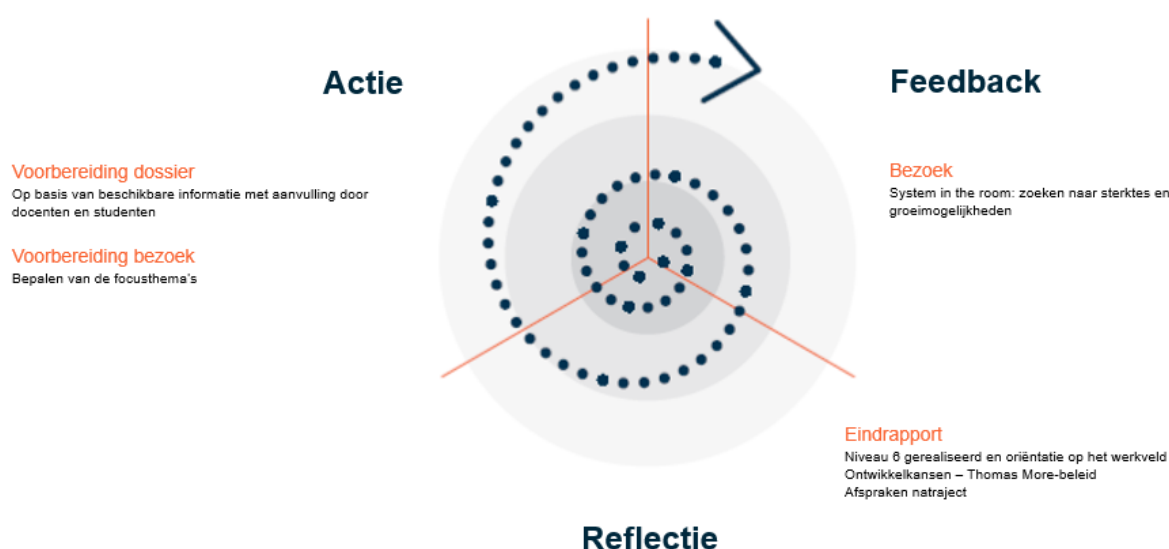 Actie
Feedback
Voorbereiding dossier
Op basis van beschikbare informatie met aanvulling door
docenten en studenten
Voorbereiding bezoek
Bepalen van de focusthema's
Bezoek
System in the room: zoeken naar sterktes en
groeimogelijkheden
Eindrapport
Niveau 6 gerealiseerd en oriëntatie op het werkveld
Ontwikkelkansen – Thomas More-beleid
Afspraken natraject
Reflectie